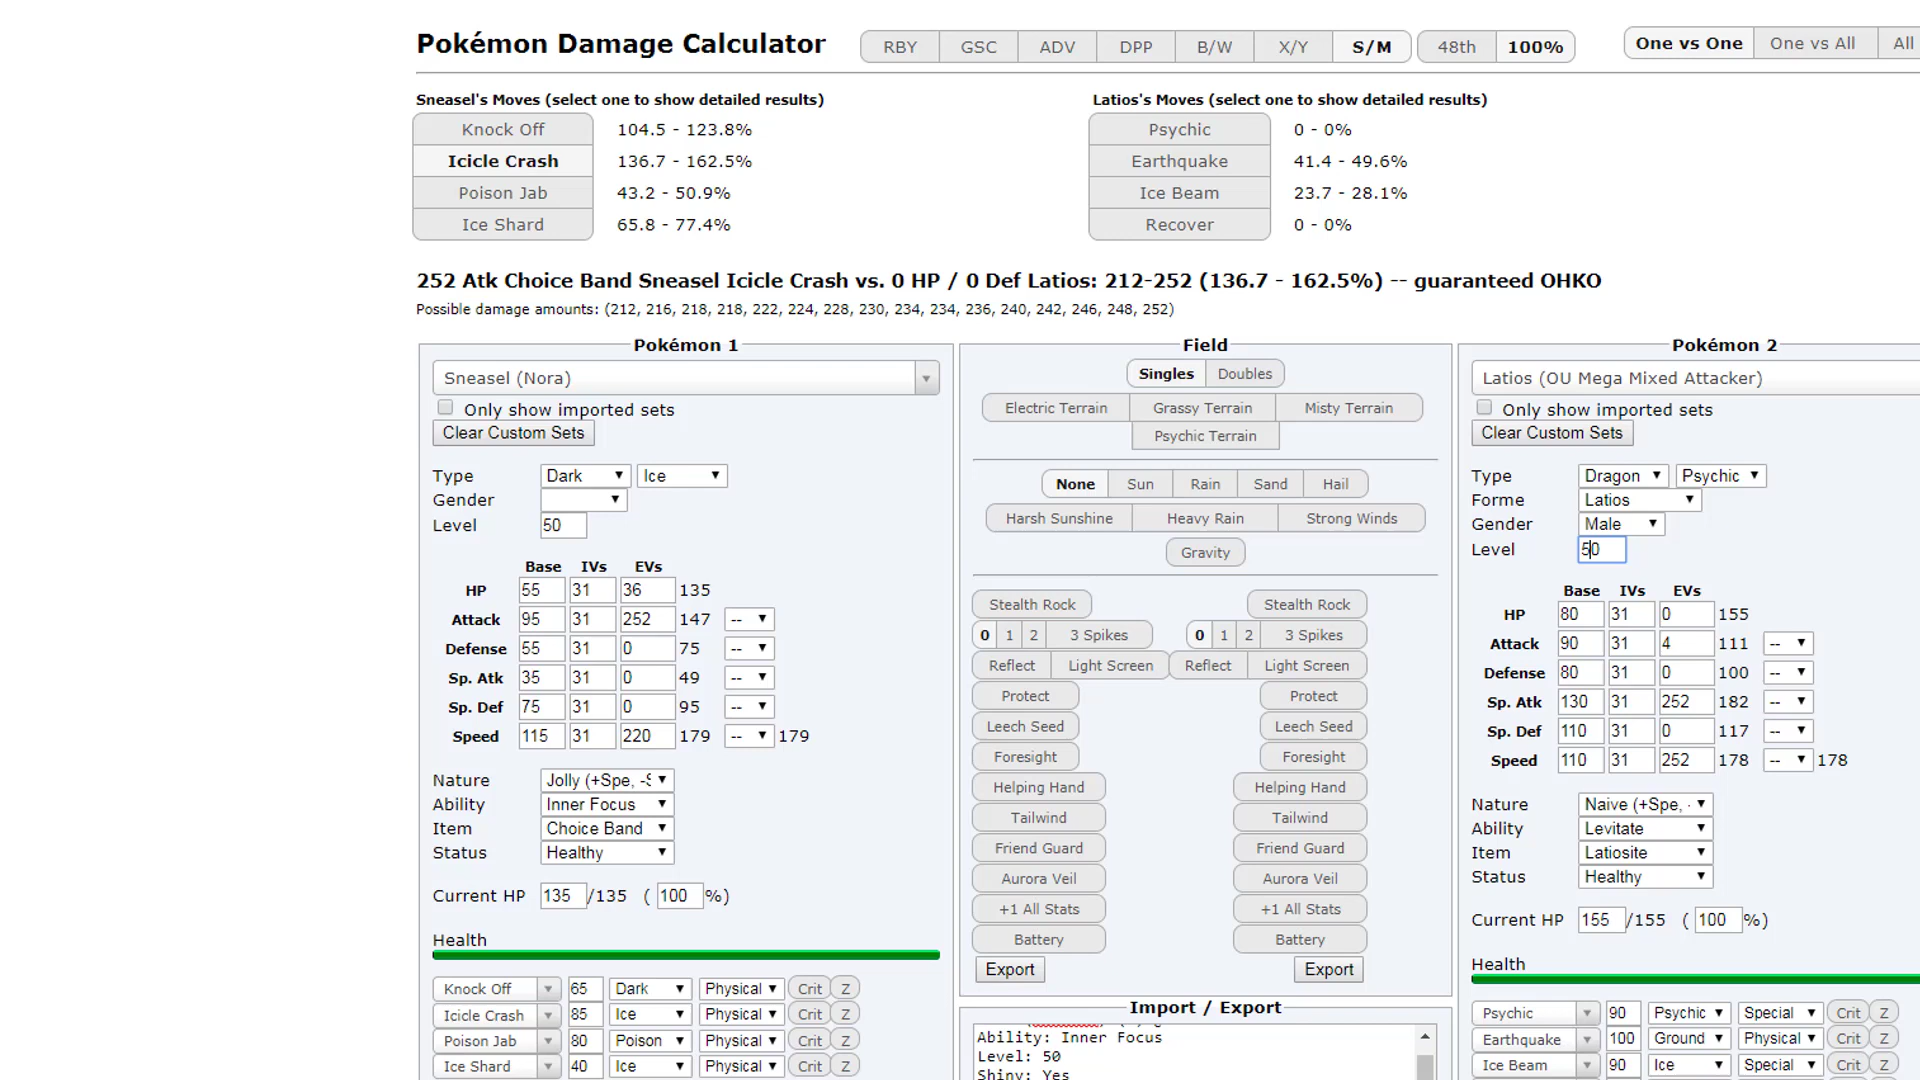 Pokémon Damage Calculator
RBY GSC ADV DPP B/W X/Y S/M 48th 100% One vs One One vs All All
Sneasel's Moves (select one to show detailed results)
Knock Off 104.5 - 123.8%
Icicle Crash 136.7 - 162.5%
Poison Jab 43.2 - 50.9%
Ice Shard 65.8 - 77.4%
Latios's Moves (select one to show detailed results)
Psychic 0 - 0%
Earthquake 41.4 - 49.6%
Ice Beam 23.7 - 28.1%
Recover 0 - 0%
252 Atk Choice Band Sneasel Icicle Crash vs. 0 HP / 0 Def Latios: 212-252 (136.7 - 162.5%) -- guaranteed OHKO
Possible damage amounts: (212, 216, 218, 218, 222, 224, 228, 230, 234, 234, 236, 240, 242, 246, 248, 252)
Pokémon 1
Sneasel (Nora)
Only show imported sets
Clear Custom Sets
Type Dark Ice
Gender
Level 50
Base IVs EVs
HP 55 31 36 135
Attack 95 31 252 147 --
Defense 55 31 0 75 --
Sp. Atk 35 31 0 49 --
Sp. Def 75 31 0 95 --
Speed 115 31 220 179 -- 179
Nature Jolly (+Spe, -S
Ability Inner Focus
Item Choice Band
Status Healthy
Current HP 135 /135 ( 100 %)
Health
Knock Off 65 Dark Physical Crit Z
Icicle Crash 85 Ice Physical Crit Z
Poison Jab 80 Poison Physical Crit Z
Ice Shard 40 Ice Physical Crit Z
Field
Singles Doubles
Electric Terrain Grassy Terrain Misty Terrain
Psychic Terrain
None Sun Rain Sand Hail
Harsh Sunshine Heavy Rain Strong Winds
Gravity
Stealth Rock Stealth Rock
0 1 2 3 Spikes 0 1 2 3 Spikes
Reflect Light Screen Reflect Light Screen
Protect Protect
Leech Seed Leech Seed
Foresight Foresight
Helping Hand Helping Hand
Tailwind Tailwind
Friend Guard Friend Guard
Aurora Veil Aurora Veil
+1 All Stats +1 All Stats
Battery Battery
Export Export
Import / Export
Ability: Inner Focus
Level: 50
Shiny: Yes
Pokémon 2
Latios (OU Mega Mixed Attacker)
Only show imported sets
Clear Custom Sets
Type Dragon Psychic
Forme Latios
Gender Male
Level 50
Base IVs EVs
HP 80 31 0 155
Attack 90 31 4 111 --
Defense 80 31 0 100 --
Sp. Atk 130 31 252 182 --
Sp. Def 110 31 0 117 --
Speed 110 31 252 178 -- 178
Nature Naive (+Spe, -
Ability Levitate
Item Latiosite
Status Healthy
Current HP 155 /155 ( 100 %)
Health
Psychic 90 Psychic Special Crit Z
Earthquake 100 Ground Physical Crit Z
Ice Beam 90 Ice Special Crit Z